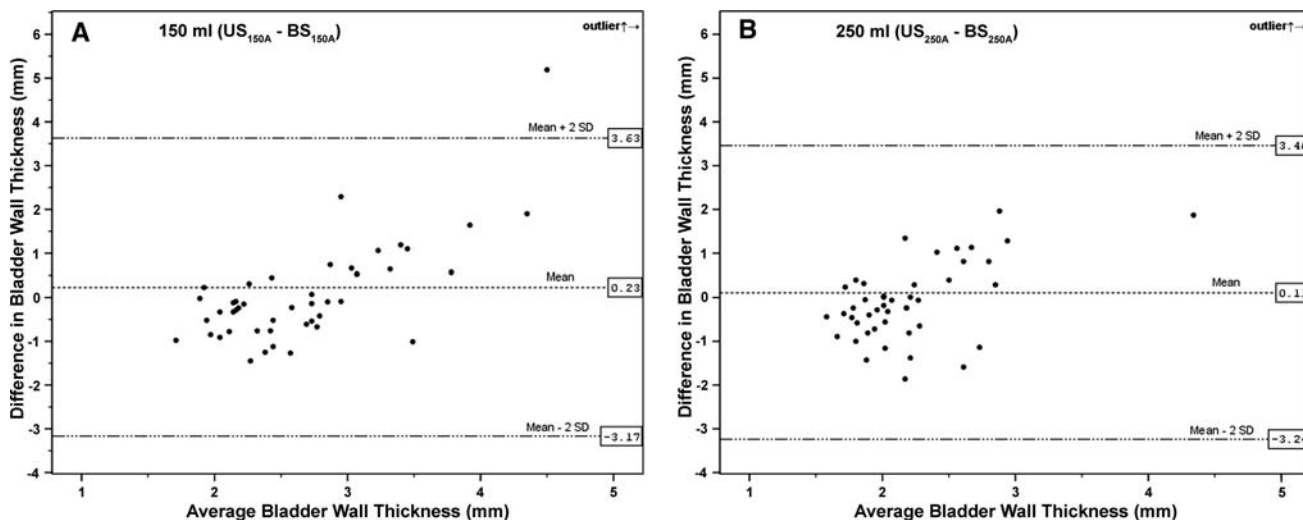 A
150 ml (US150A - BS150A)
outlier↑→
Difference in Bladder Wall Thickness (mm)
6
5
4
3
2
1
0
-1
-2
-3
-4
Mean + 2 SD
3.63
Mean
0.23
Mean - 2 SD
-3.17
1 2 3 4 5
Average Bladder Wall Thickness (mm)
B
250 ml (US250A - BS250A)
outlier↑→
Difference in Bladder Wall Thickness (mm)
6
5
4
3
2
1
0
-1
-2
-3
-4
Mean + 2 SD
Mean
Mean - 2 SD
-3.24
1 2 3 4 5
Average Bladder Wall Thickness (mm)